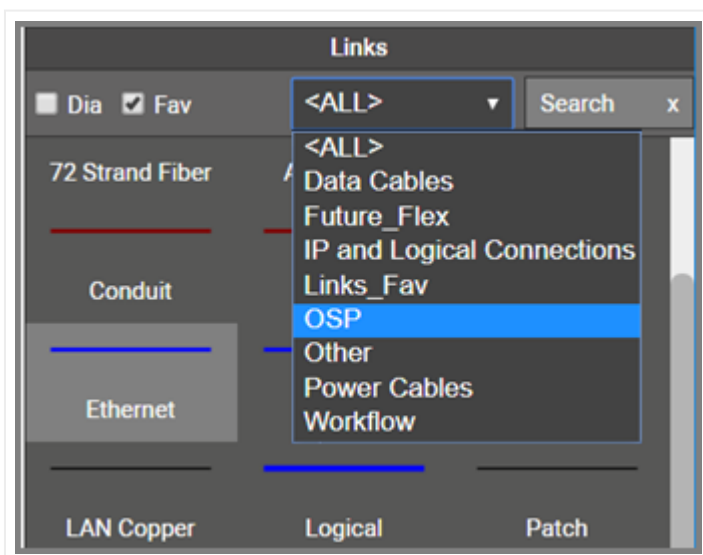 Links
Dia Fav <ALL> Search x
<ALL>
72 Strand Fiber A
Data Cables
Future_Flex
IP and Logical Connections
Conduit
Links_Fav
OSP
Other
Power Cables
Ethernet
Workflow
LAN Copper Logical Patch